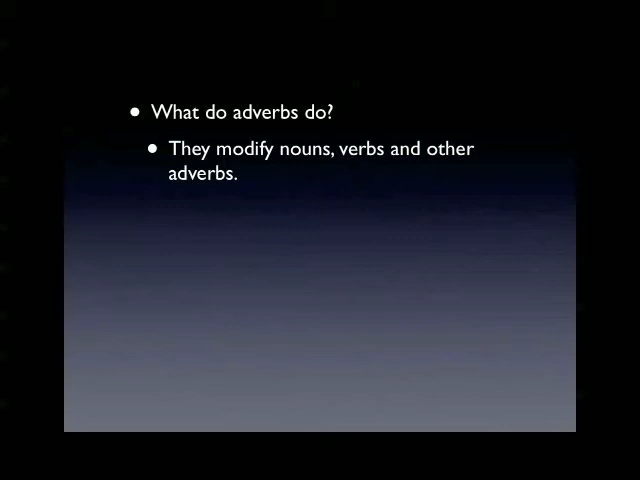 What do adverbs do?
They modify nouns, verbs and other
adverbs.